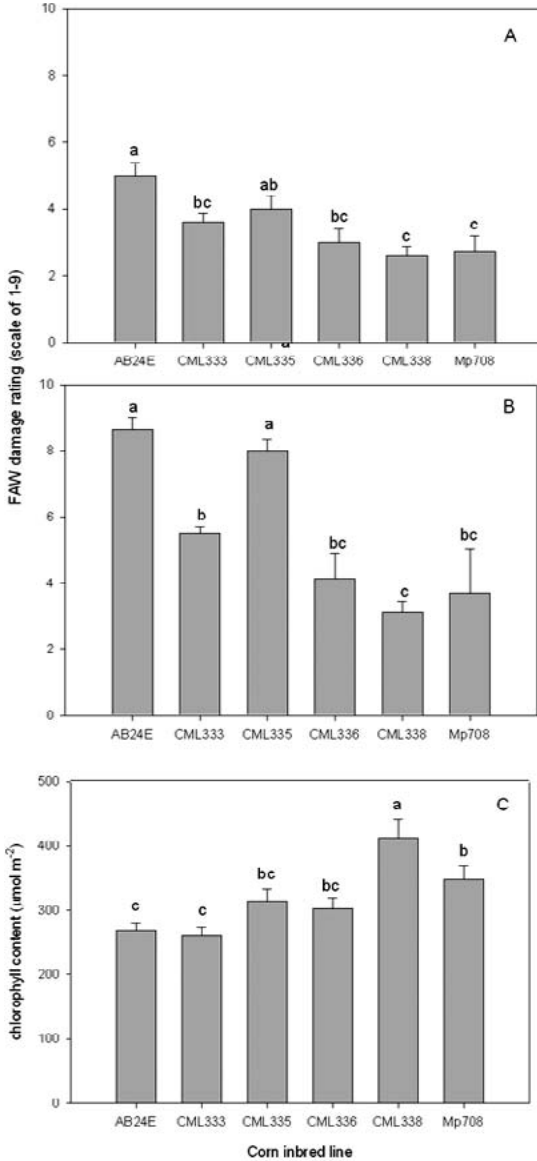 10
A
8
6
4
2
0
a
bc
ab
bc
c
c
AB24E CML333 CML335 CML336 CML338 Mp708
a
FAW damage rating (scale of 1-9)
10
B
8
6
4
2
0
a
b
a
bc
c
bc
AB24E CML333 CML335 CML336 CML338 Mp708
500
C
400
300
200
100
0
c
c
bc
bc
a
b
chlorophyll content (umol m-2)
AB24E CML333 CML335 CML336 CML338 Mp708
Corn inbred line